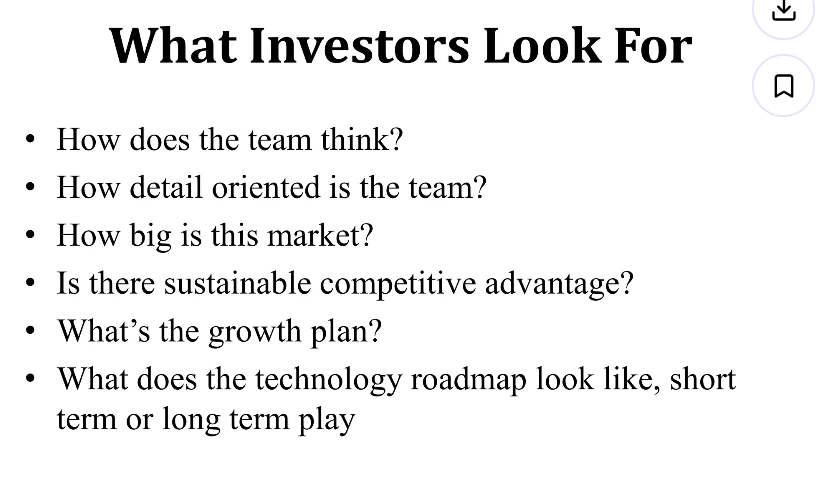 What Investors Look For
• How does the team think?
• How detail oriented is the team?
• How big is this market?
• Is there sustainable competitive advantage?
• What’s the growth plan?
• What does the technology roadmap look like, short
term or long term play